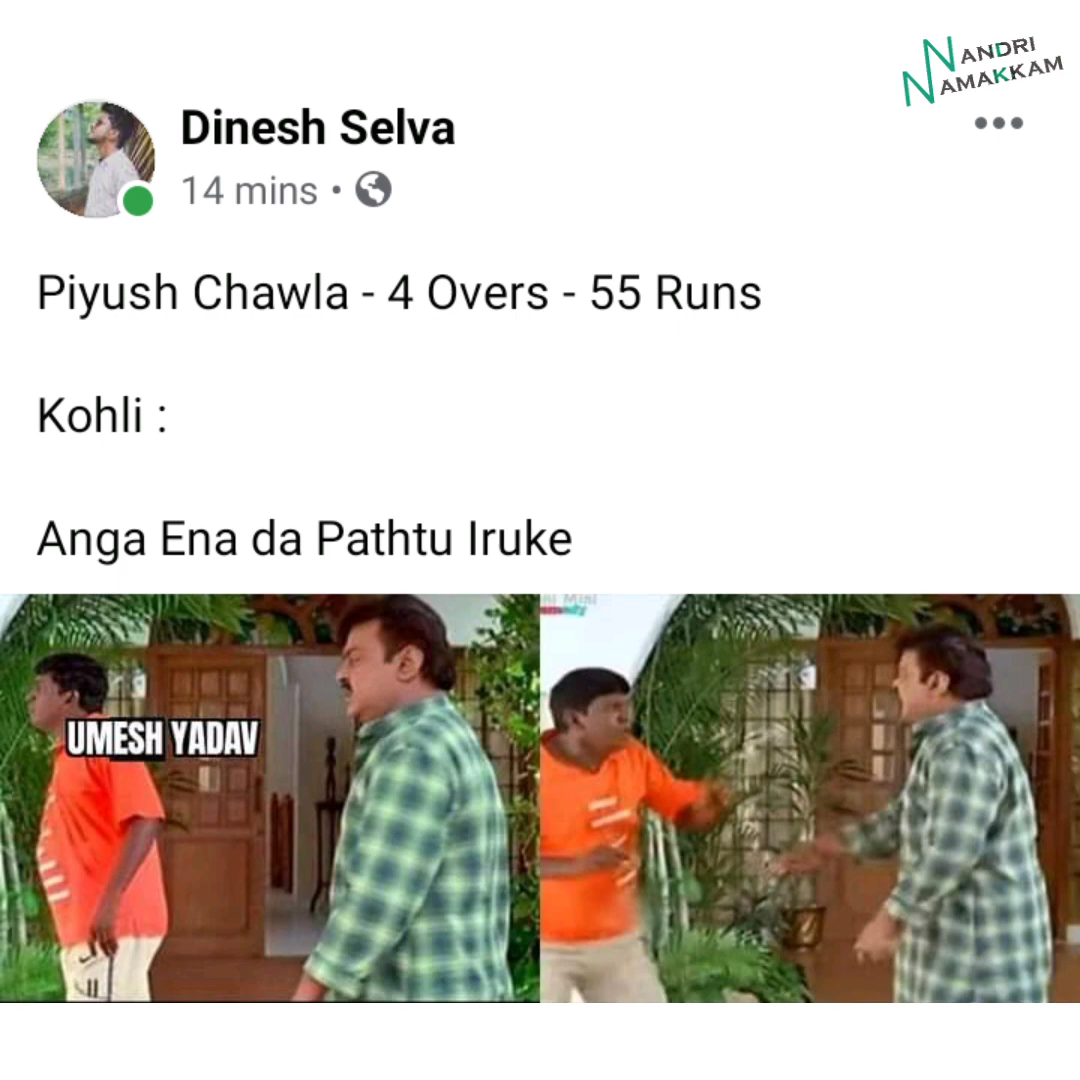 NANDRI
NAMAKKAM
Dinesh Selva
14 mins •
Piyush Chawla - 4 Overs - 55 Runs
Kohli :
Anga Ena da Pathtu Iruke
UMESH YADAV